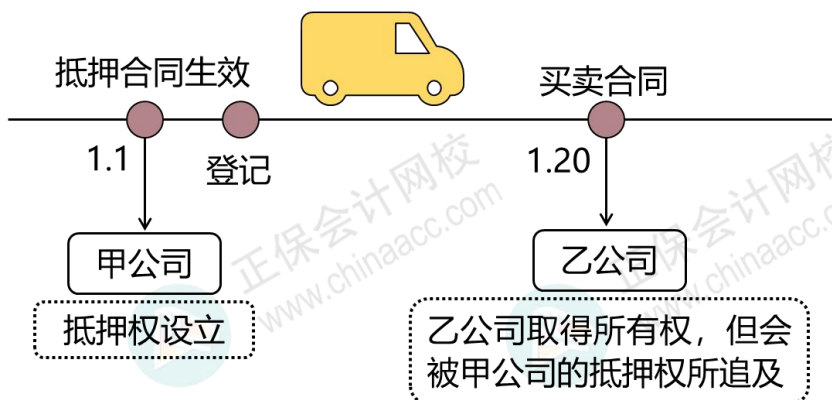 抵押合同生效
买卖合同
1.1
登记
1.20
甲公司
乙公司
抵押权设立
乙公司取得所有权，但会
被甲公司的抵押权所追及
正保会计网校
www.chinaacc.com
正保会计网校
www.chinaacc.co